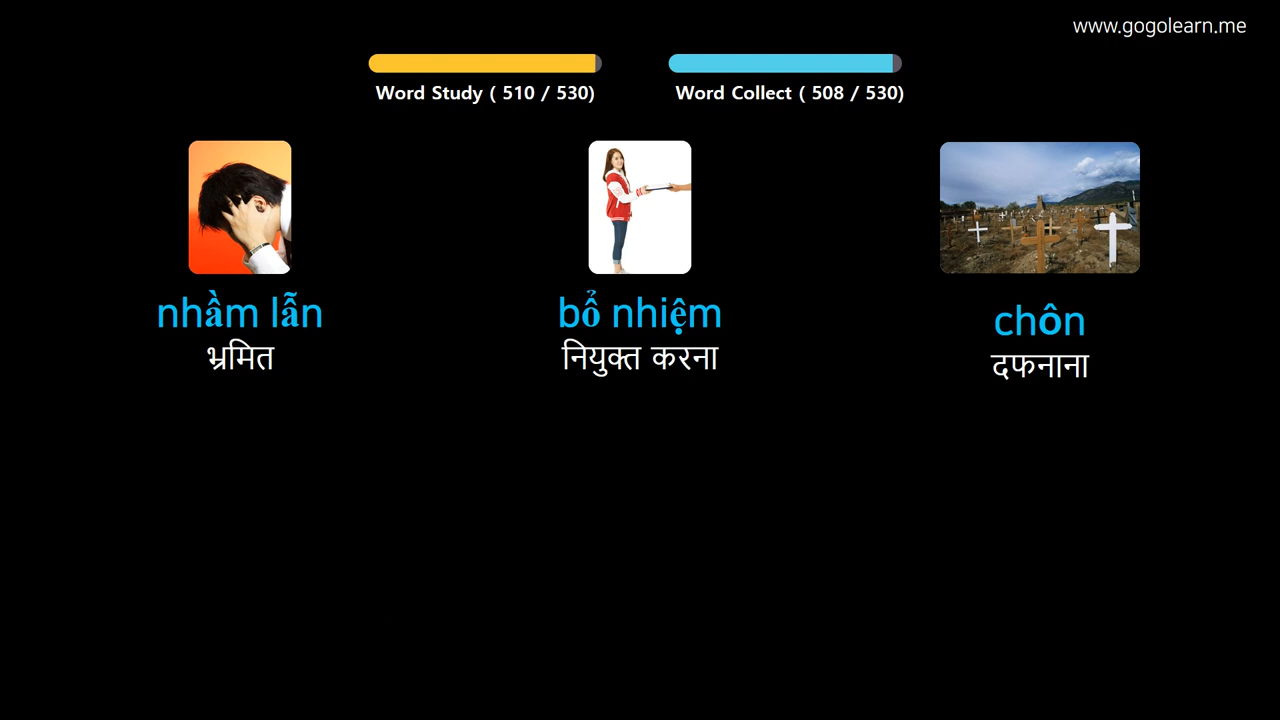 www.gogolearn.me
Word Study ( 510 / 530)
Word Collect ( 508 / 530)
nhầm lẫn
भ्रमित
bổ nhiệm
नियुक्त करना
chôn
दफनाना